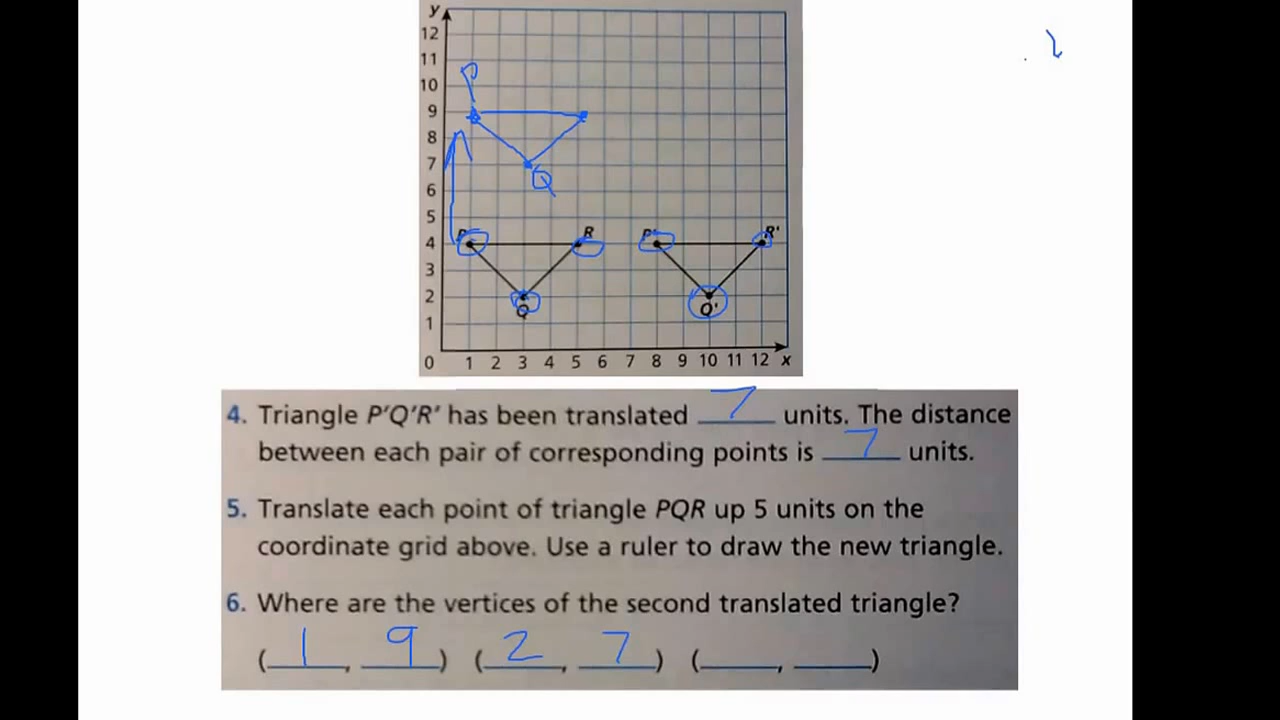 y
12
11
10
9
8
7
6
5
4
3
2
1
P
Q
P R P' R'
Q Q'
0 1 2 3 4 5 6 7 8 9 10 11 12 x
4. Triangle P'Q'R' has been translated 7 units. The distance
between each pair of corresponding points is 7 units.
5. Translate each point of triangle PQR up 5 units on the
coordinate grid above. Use a ruler to draw the new triangle.
6. Where are the vertices of the second translated triangle?
(1, 9) (2, 7) (___, ___)